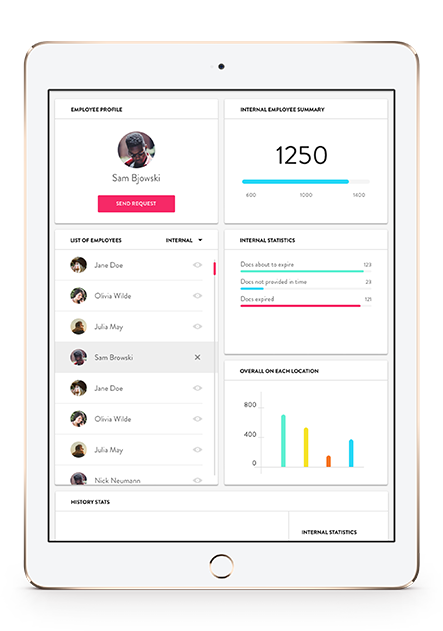 EMPLOYEE PROFILE
Sam Bjowski
SEND REQUEST
INTERNAL EMPLOYEE SUMMARY
1250
600 1000 1400
LIST OF EMPLOYEES INTERNAL
Jane Doe
Olivia Wilde
Julia May
Sam Browski
Jane Doe
Olivia Wilde
Julia May
Nick Neumann
INTERNAL STATISTICS
Docs about to expire 123
Docs not provided in time 23
Docs expired 121
OVERALL ON EACH LOCATION
800
400
0
HISTORY STATS
INTERNAL STATISTICS